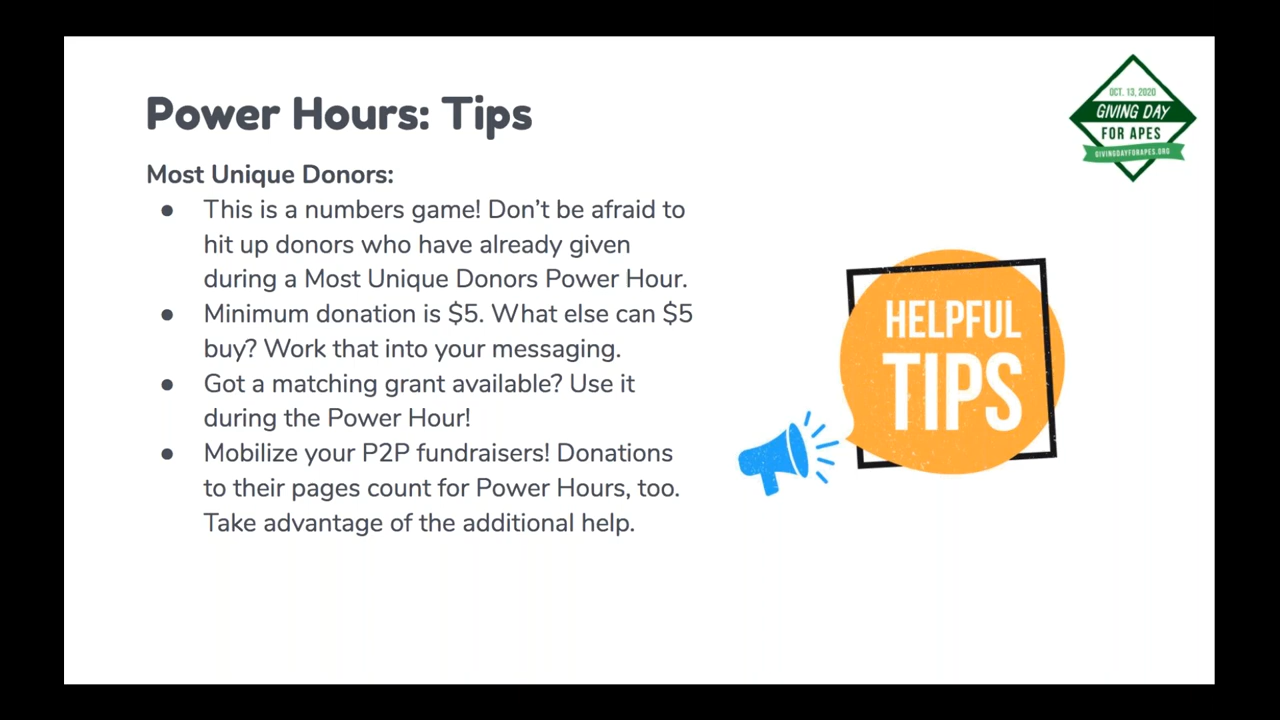 Power Hours: Tips
Most Unique Donors:
● This is a numbers game! Don't be afraid to
hit up donors who have already given
during a Most Unique Donors Power Hour.
● Minimum donation is $5. What else can $5
buy? Work that into your messaging.
● Got a matching grant available? Use it
during the Power Hour!
● Mobilize your P2P fundraisers! Donations
to their pages count for Power Hours, too.
Take advantage of the additional help.
OCT. 13, 2020
GIVING DAY
FOR APES
GIVINGDAYFORAPES.ORG
HELPFUL
TIPS